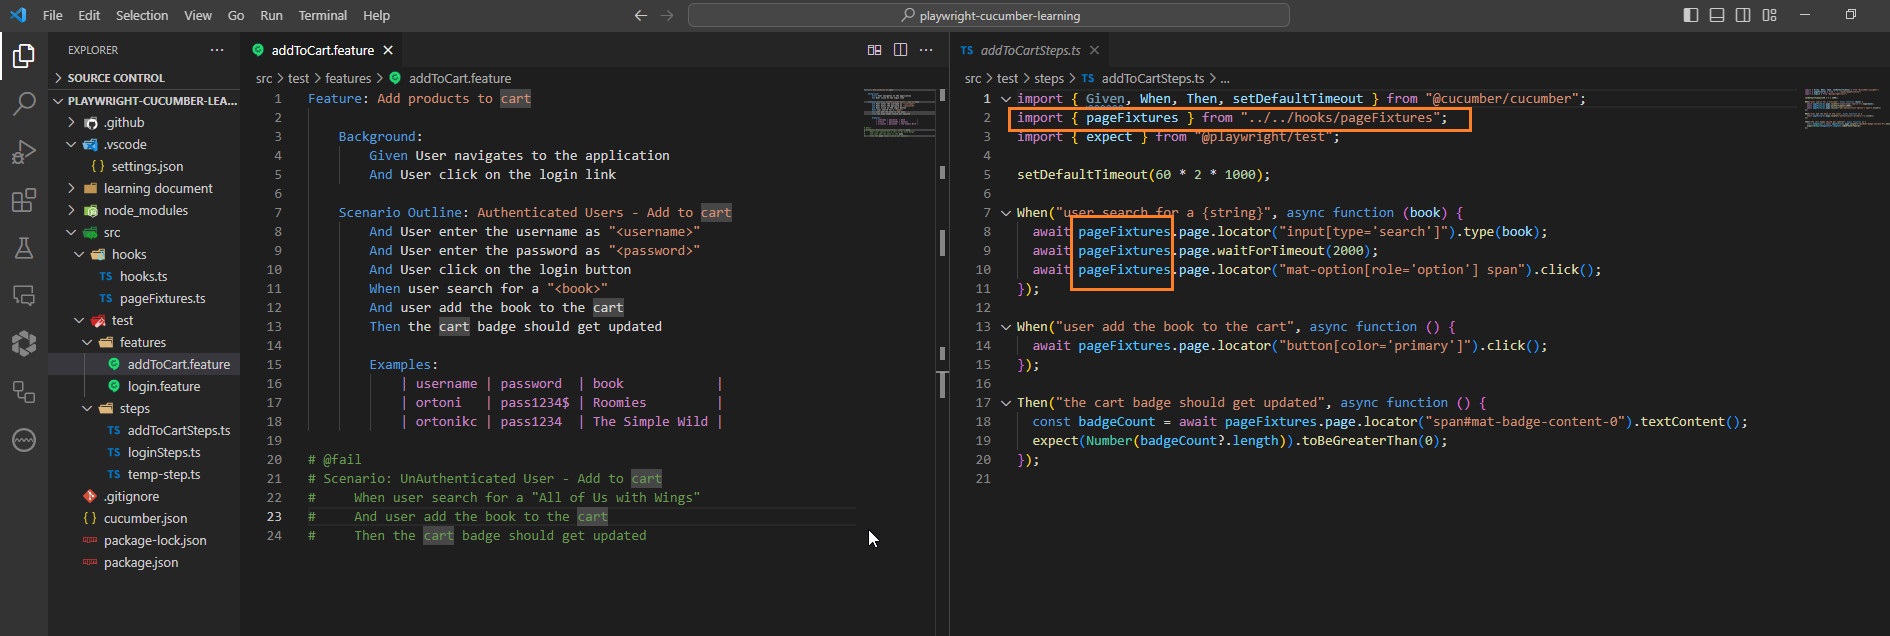 File Edit Selection View Go Run Terminal Help
playwright-cucumber-learning
EXPLORER
SOURCE CONTROL
PLAYWRIGHT-CUCUMBER-LEA...
.github
.vscode
{ } settings.json
learning document
node_modules
src
hooks
TS hooks.ts
TS pageFixtures.ts
test
features
addToCart.feature
login.feature
steps
TS addToCartSteps.ts
TS loginSteps.ts
TS temp-step.ts
.gitignore
{ } cucumber.json
package-lock.json
package.json
addToCart.feature
src > test > features > addToCart.feature
1 Feature: Add products to cart
2
3 Background:
4 Given User navigates to the application
5 And User click on the login link
6
7 Scenario Outline: Authenticated Users - Add to cart
8 And User enter the username as "<username>"
9 And User enter the password as "<password>"
10 And User click on the login button
11 When user search for a "<book>"
12 And user add the book to the cart
13 Then the cart badge should get updated
14
15 Examples:
16 | username | password | book |
17 | ortoni | pass1234$ | Roomies |
18 | ortonikc | pass1234 | The Simple Wild |
19
20 # @fail
21 # Scenario: UnAuthenticated User - Add to cart
22 # When user search for a "All of Us with Wings"
23 # And user add the book to the cart
24 # Then the cart badge should get updated
TS addToCartSteps.ts
src > test > steps > TS addToCartSteps.ts > ...
1 import { Given, When, Then, setDefaultTimeout } from "@cucumber/cucumber";
2 import { pageFixtures } from "../../hooks/pageFixtures";
3 import { expect } from "@playwright/test";
4
5 setDefaultTimeout(60 * 2 * 1000);
6
7 When("user search for a {string}", async function (book) {
8 await pageFixtures.page.locator("input[type='search']").type(book);
9 await pageFixtures.page.waitForTimeout(2000);
10 await pageFixtures.page.locator("mat-option[role='option'] span").click();
11 });
12
13 When("user add the book to the cart", async function () {
14 await pageFixtures.page.locator("button[color='primary']").click();
15 });
16
17 Then("the cart badge should get updated", async function () {
18 const badgeCount = await pageFixtures.page.locator("span#mat-badge-content-0").textContent();
19 expect(Number(badgeCount?.length)).toBeGreaterThan(0);
20 });
21